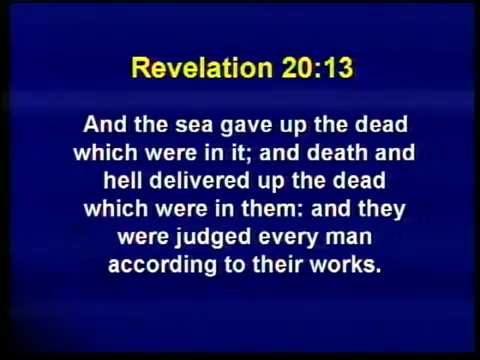 Revelation 20:13
And the sea gave up the dead
which were in it; and death and
hell delivered up the dead
which were in them: and they
were judged every man
according to their works.